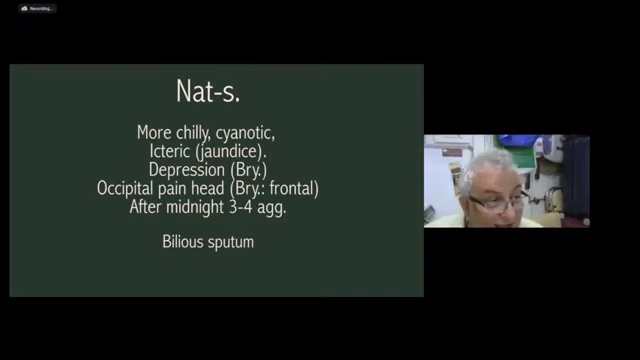 Recording...
Nat-s.
More chilly, cyanotic,
Icteric (jaundice).
Depression (Bry.)
Occipital pain head (Bry.: frontal)
After midnight 3-4 agg.
Bilious sputum